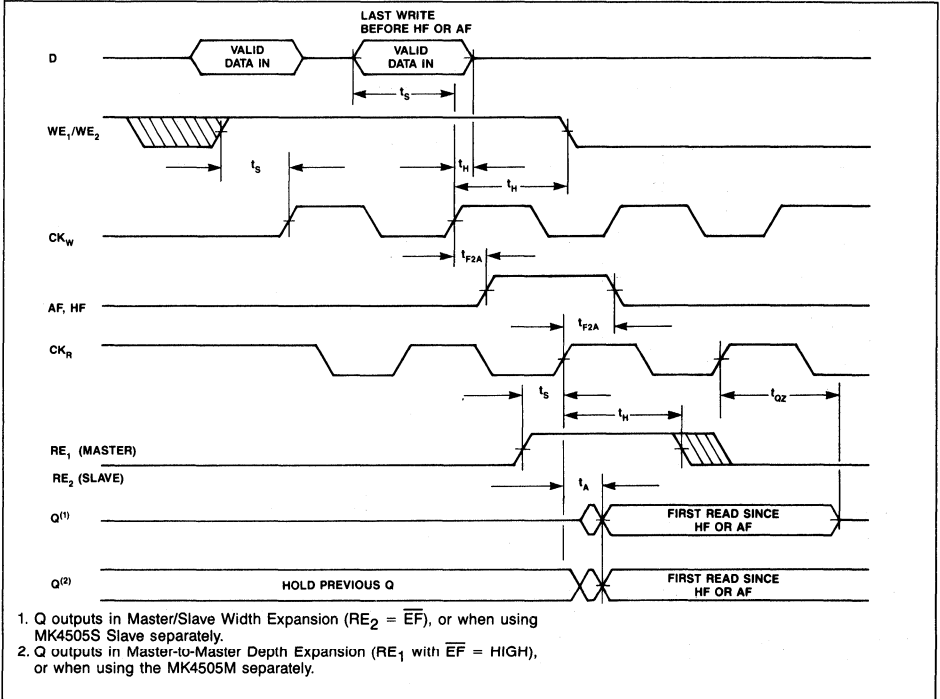 LAST WRITE
BEFORE HF OR AF
D
VALID
DATA IN
VALID
DATA IN
tS
WE1/WE2
tS
tH
tH
CKW
tF2A
AF, HF
tF2A
CKR
tS
tH
tQZ
RE1 (MASTER)
RE2 (SLAVE)
tA
Q(1)
FIRST READ SINCE
HF OR AF
Q(2)
HOLD PREVIOUS Q
FIRST READ SINCE
HF OR AF
1. Q outputs in Master/Slave Width Expansion (RE2 = E̅F̅), or when using
MK4505S Slave separately.
2. Q outputs in Master-to-Master Depth Expansion (RE1 with E̅F̅ = HIGH),
or when using the MK4505M separately.